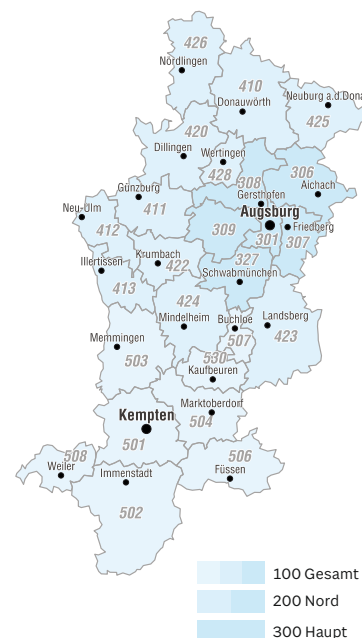 426
Nördlingen
410
Donauwörth
Neuburg a.d.Dona
425
420
Dillingen
Wertingen
428
308
306
Aichach
Gersthofen
Günzburg
411
Neu-Ulm
412
Augsburg
309
301
Friedberg
307
Krumbach
422
Illertissen
413
327
Schwabmünchen
424
Mindelheim
Buchloe
507
Landsberg
423
Memmingen
503
530
Kaufbeuren
Marktoberdorf
504
Kempten
501
508
Weiler
Immenstadt
502
506
Füssen
100 Gesamt
200 Nord
300 Haupt